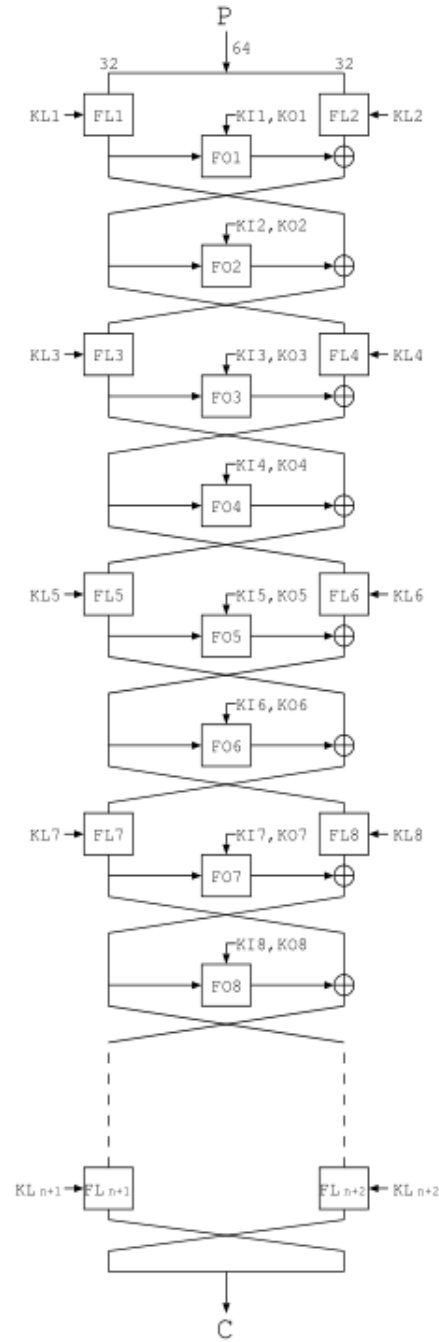 P
64
32 32
KL1 FL1 KI1,KO1 FL2 KL2
FO1
KI2,KO2
FO2
KL3 FL3 KI3,KO3 FL4 KL4
FO3
KI4,KO4
FO4
KL5 FL5 KI5,KO5 FL6 KL6
FO5
KI6,KO6
FO6
KL7 FL7 KI7,KO7 FL8 KL8
FO7
KI8,KO8
FO8
KL n+1 FL n+1 FL n+2 KL n+2
C